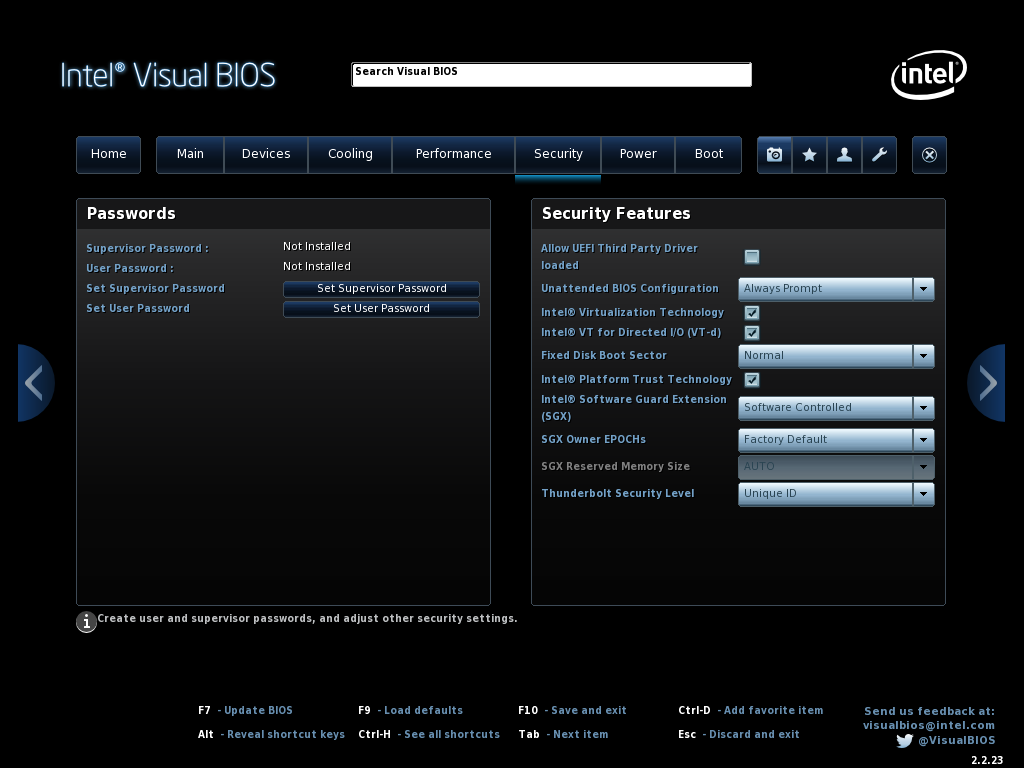 Intel® Visual BIOS
Search Visual BIOS
intel®
Home
Main
Devices
Cooling
Performance
Security
Power
Boot
Passwords
Supervisor Password : Not Installed
User Password : Not Installed
Set Supervisor Password Set Supervisor Password
Set User Password Set User Password
Security Features
Allow UEFI Third Party Driver
loaded
Unattended BIOS Configuration Always Prompt
Intel® Virtualization Technology
Intel® VT for Directed I/O (VT-d)
Fixed Disk Boot Sector Normal
Intel® Platform Trust Technology
Intel® Software Guard Extension
(SGX) Software Controlled
SGX Owner EPOCHs Factory Default
SGX Reserved Memory Size AUTO
Thunderbolt Security Level Unique ID
Create user and supervisor passwords, and adjust other security settings.
F7 - Update BIOS F9 - Load defaults F10 - Save and exit Ctrl-D - Add favorite item
Alt - Reveal shortcut keys Ctrl-H - See all shortcuts Tab - Next item Esc - Discard and exit
Send us feedback at:
visualbios@intel.com
@VisualBIOS
2.2.23